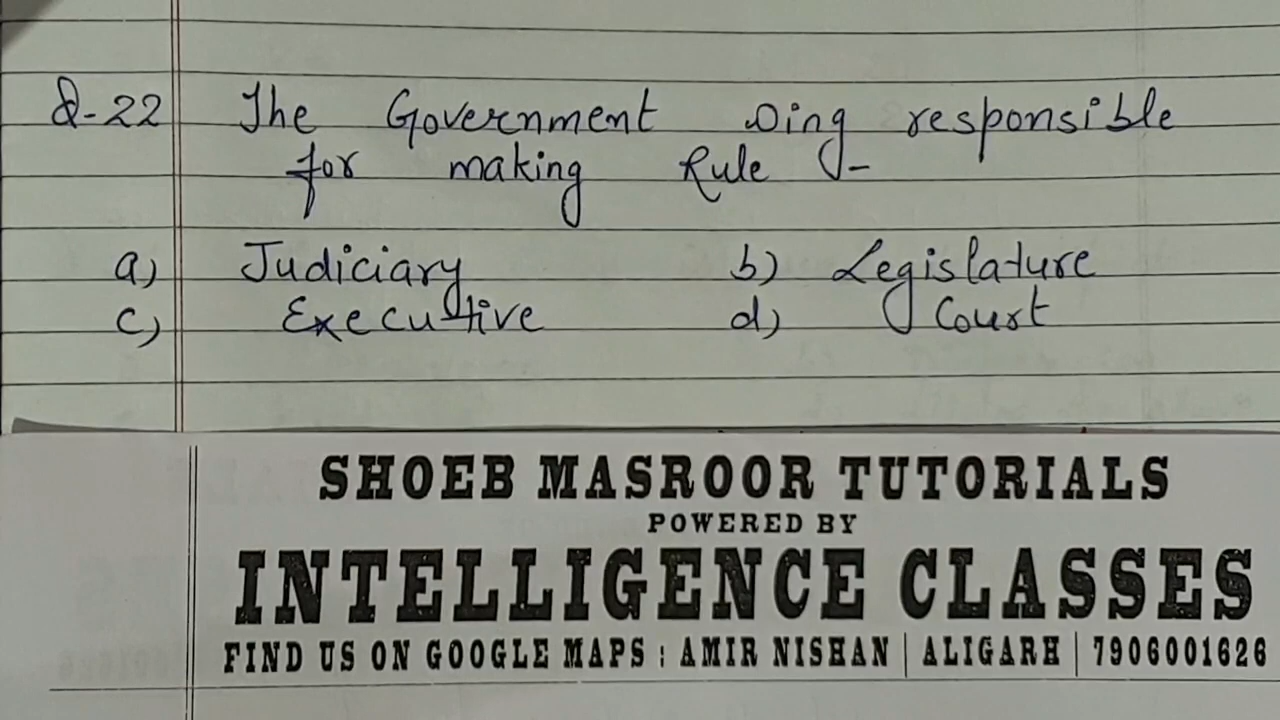 Q-22 The Government wing responsible
for making Rule -
a) Judiciary b) Legislature
c) Executive d) Court
SHOEB MASROOR TUTORIALS
POWERED BY
INTELLIGENCE CLASSES
FIND US ON GOOGLE MAPS : AMIR NISHAN | ALIGARH | 7906001626